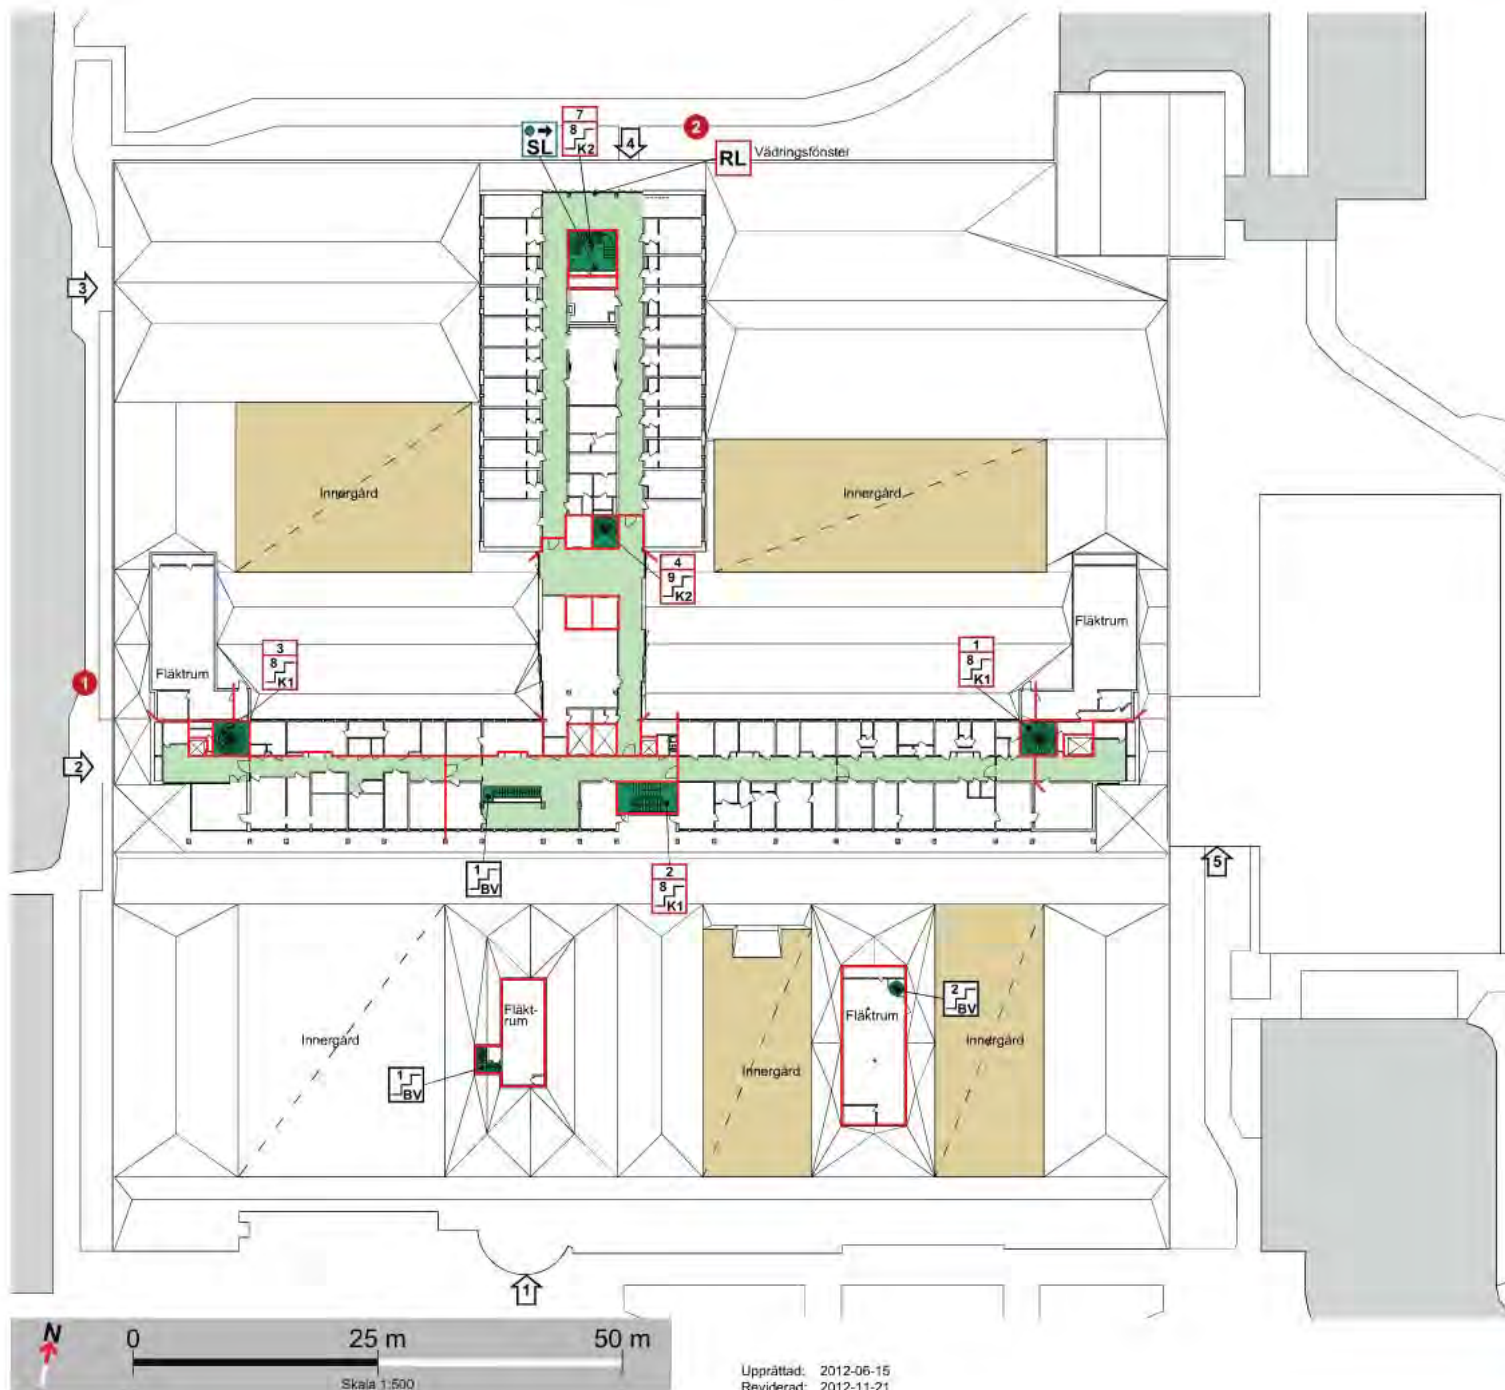 7
8
K2
SL
4
2
RL
Vädringsfönster
3
Innergård
Innergård
4
9
K2
Fläktrum
3
8
K1
1
8
K1
Fläktrum
1
2
1
BV
2
8
K1
5
Innergård
Fläkt-
rum
1
BV
Innergård
Fläktrum
2
BV
Innergård
1
N
0
25 m
50 m
Skala 1:500
Upprättad: 2012-06-15
Reviderad: 2012-11-21